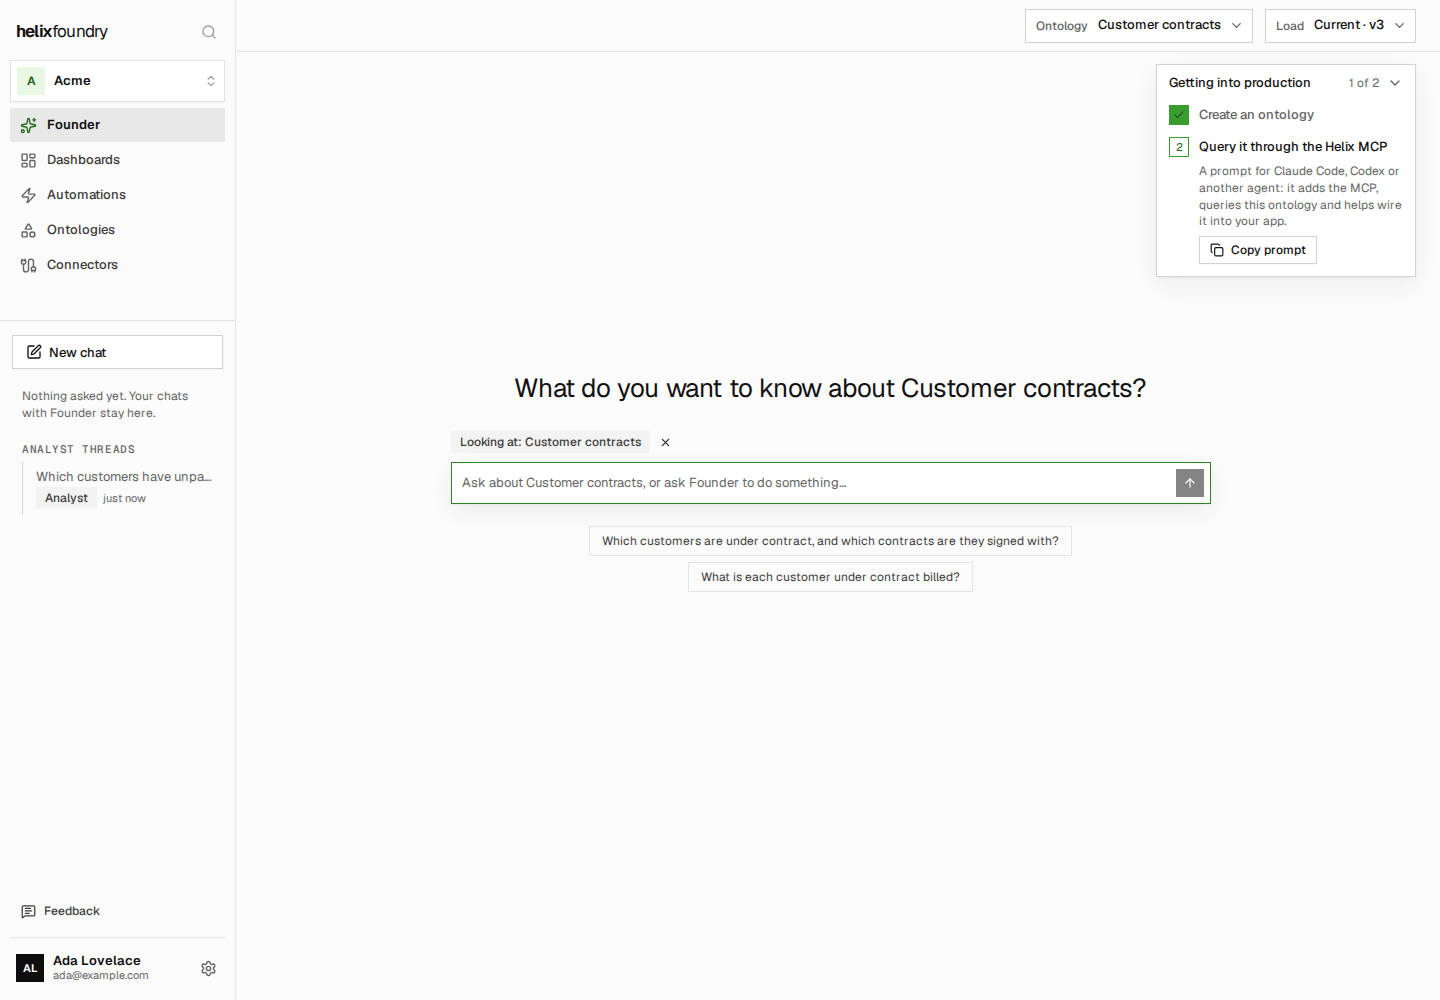 helixfoundry
A Acme
Founder
Dashboards
Automations
Ontologies
Connectors
New chat
Nothing asked yet. Your chats
with Founder stay here.
ANALYST THREADS
Which customers have unpa...
Analyst just now
Feedback
AL Ada Lovelace
ada@example.com
Ontology Customer contracts
Load Current · v3
Getting into production 1 of 2
Create an ontology
2 Query it through the Helix MCP
A prompt for Claude Code, Codex or
another agent: it adds the MCP,
queries this ontology and helps wire
it into your app.
Copy prompt
What do you want to know about Customer contracts?
Looking at: Customer contracts
Ask about Customer contracts, or ask Founder to do something...
Which customers are under contract, and which contracts are they signed with?
What is each customer under contract billed?